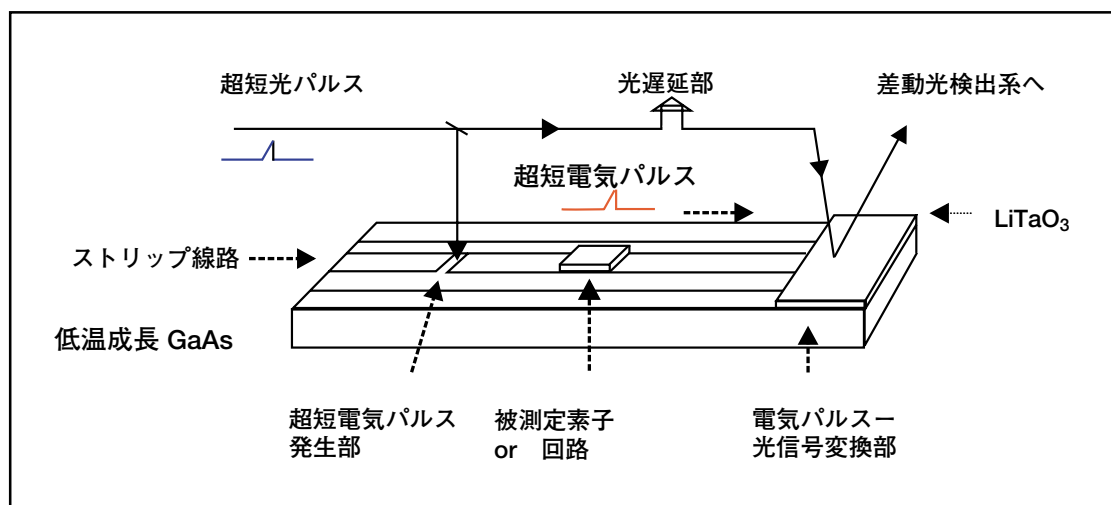 超短光パルス
光遅延部
差動光検出系へ
超短電気パルス
LiTaO₃
ストリップ線路
低温成長 GaAs
超短電気パルス
発生部
被測定素子
or 回路
電気パルスー
光信号変換部